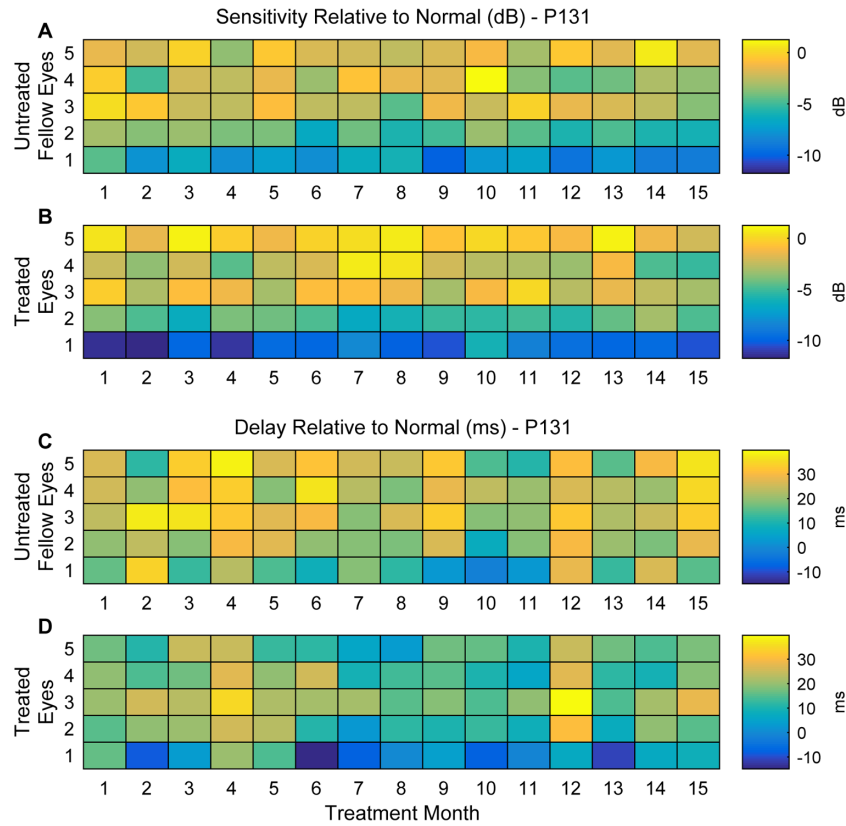 Sensitivity Relative to Normal (dB) - P131
A
Untreated
Fellow Eyes
5
4
3
2
1
1 2 3 4 5 6 7 8 9 10 11 12 13 14 15
0
-5
-10
dB
B
Treated
Eyes
5
4
3
2
1
1 2 3 4 5 6 7 8 9 10 11 12 13 14 15
0
-5
-10
dB
Delay Relative to Normal (ms) - P131
C
Untreated
Fellow Eyes
5
4
3
2
1
1 2 3 4 5 6 7 8 9 10 11 12 13 14 15
30
20
10
0
-10
ms
D
Treated
Eyes
5
4
3
2
1
1 2 3 4 5 6 7 8 9 10 11 12 13 14 15
30
20
10
0
-10
ms
Treatment Month